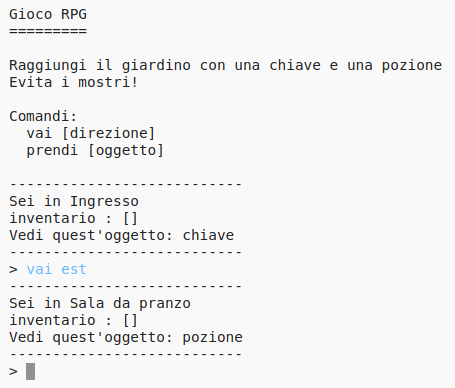 Gioco RPG
=========
Raggiungi il giardino con una chiave e una pozione
Evita i mostri!
Comandi:
  vai [direzione]
  prendi [oggetto]
---------------------------
Sei in Ingresso
inventario : []
Vedi quest'oggetto: chiave
---------------------------
> vai est
---------------------------
Sei in Sala da pranzo
inventario : []
Vedi quest'oggetto: pozione
---------------------------
>